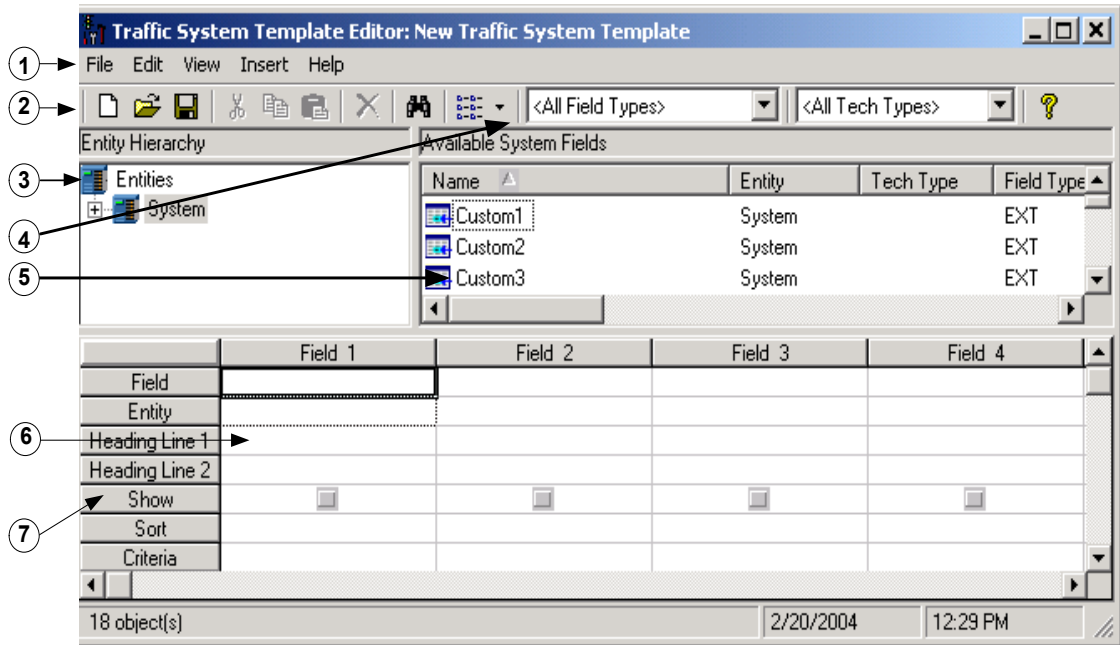 Traffic System Template Editor: New Traffic System Template
1 File Edit View Insert Help
2 <All Field Types> <All Tech Types>
Entity Hierarchy Available System Fields
3 Entities Name Entity Tech Type Field Type
System Custom1 System EXT
4 Custom2 System EXT
5 Custom3 System EXT
Field 1 Field 2 Field 3 Field 4
Field
Entity
6 Heading Line 1
Heading Line 2
Show
7 Sort
Criteria
18 object(s) 2/20/2004 12:29 PM